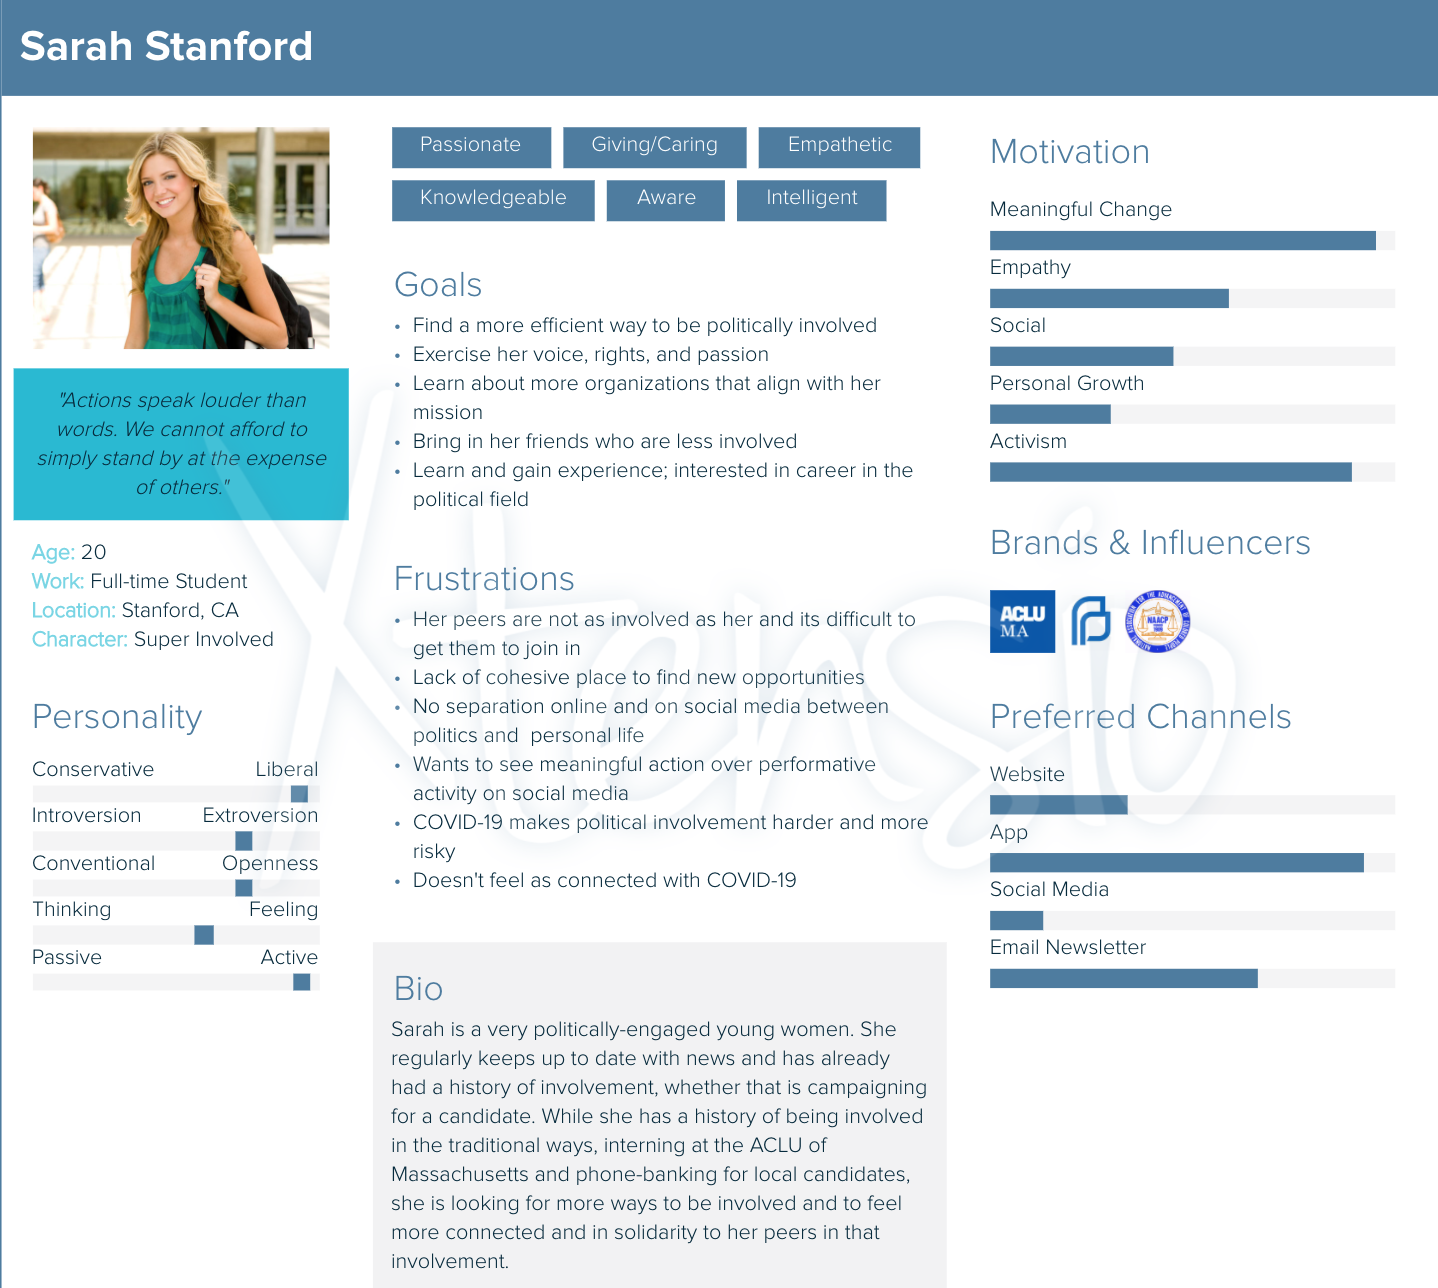 Sarah Stanford
"Actions speak louder than
words. We cannot afford to
simply stand by at the expense
of others."
Age: 20
Work: Full-time Student
Location: Stanford, CA
Character: Super Involved
Personality
Conservative Liberal
Introversion Extroversion
Conventional Openness
Thinking Feeling
Passive Active
Passionate Giving/Caring Empathetic
Knowledgeable Aware Intelligent
Goals
• Find a more efficient way to be politically involved
• Exercise her voice, rights, and passion
• Learn about more organizations that align with her
mission
• Bring in her friends who are less involved
• Learn and gain experience; interested in career in the
political field
Frustrations
• Her peers are not as involved as her and its difficult to
get them to join in
• Lack of cohesive place to find new opportunities
• No separation online and on social media between
politics and  personal life
• Wants to see meaningful action over performative
activity on social media
• COVID-19 makes political involvement harder and more
risky
• Doesn't feel as connected with COVID-19
Bio
Sarah is a very politically-engaged young women. She
regularly keeps up to date with news and has already
had a history of involvement, whether that is campaigning
for a candidate. While she has a history of being involved
in the traditional ways, interning at the ACLU of
Massachusetts and phone-banking for local candidates,
she is looking for more ways to be involved and to feel
more connected and in solidarity to her peers in that
involvement.
Motivation
Meaningful Change
Empathy
Social
Personal Growth
Activism
Brands & Influencers
ACLU
MA
NAACP
Preferred Channels
Website
App
Social Media
Email Newsletter
Xtensio